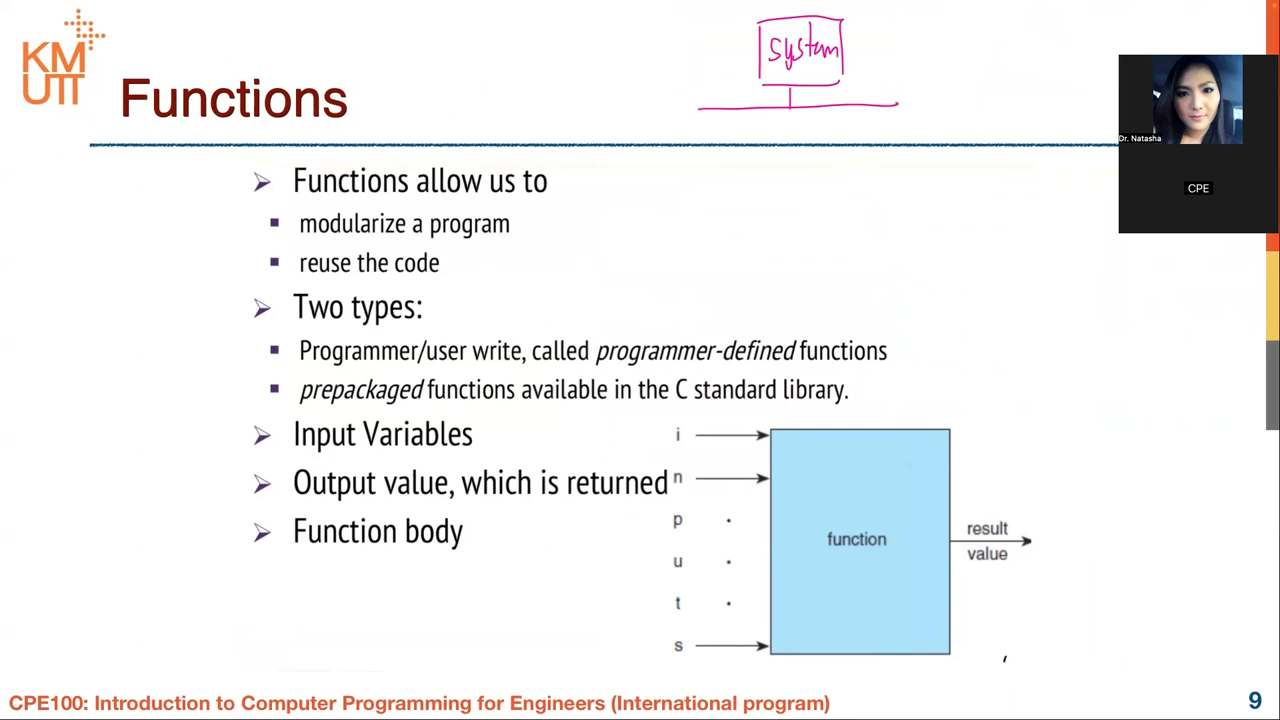 KM
UTT
system
Functions
Dr. Natasha
CPE
Functions allow us to
modularize a program
reuse the code
Two types:
Programmer/user write, called programmer-defined functions
prepackaged functions available in the C standard library.
Input Variables
Output value, which is returned
Function body
i
n
p
u
t
s
function
result
value
CPE100: Introduction to Computer Programming for Engineers (International program)
9